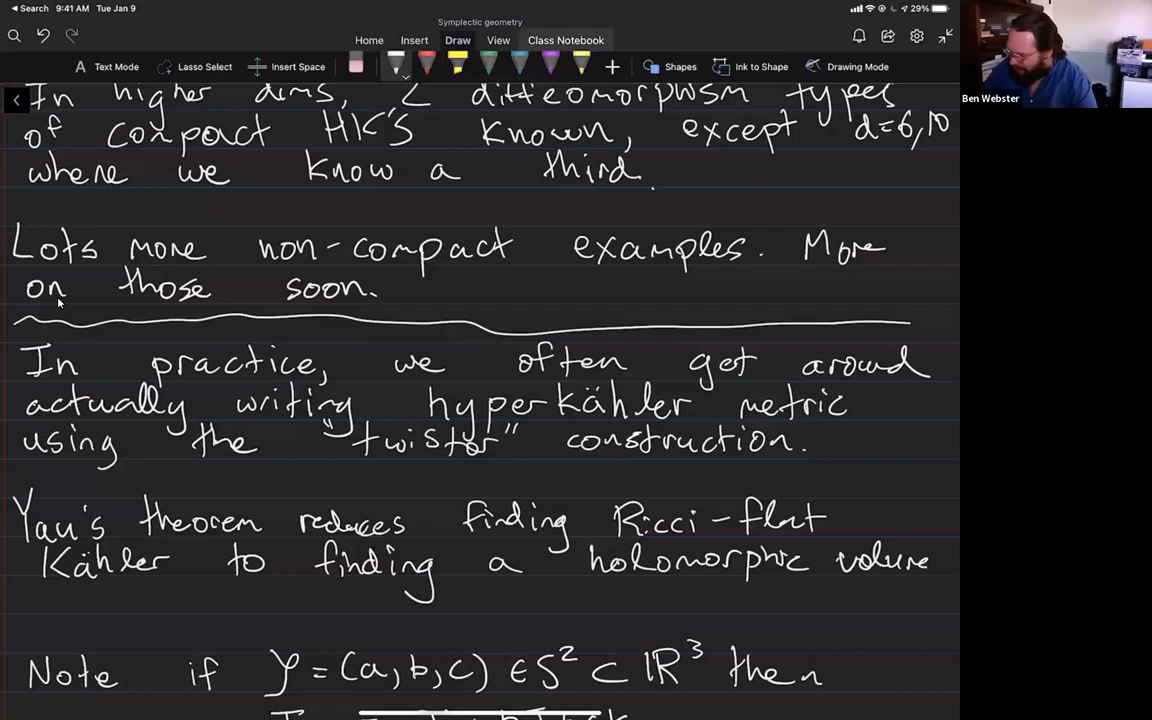 Search 9:41 AM Tue Jan 9
Symplectic geometry
29%
Home Insert Draw View Class Notebook
Text Mode Lasso Select Insert Space Shapes Ink to Shape Drawing Mode
Ben Webster
In higher dims, 2 diffeomorphism types
of compact HK'S known, except d=6,10
where we know a third.
Lots more non-compact examples. More
on those soon.
In practice, we often get around
actually writing hyperkähler metric
using the "twistor" construction.
Yau's theorem reduces finding Ricci-flat
Kähler to finding a holomorphic volume
Note if = (a,b,c) ∈ S² ⊂ ℝ³ then